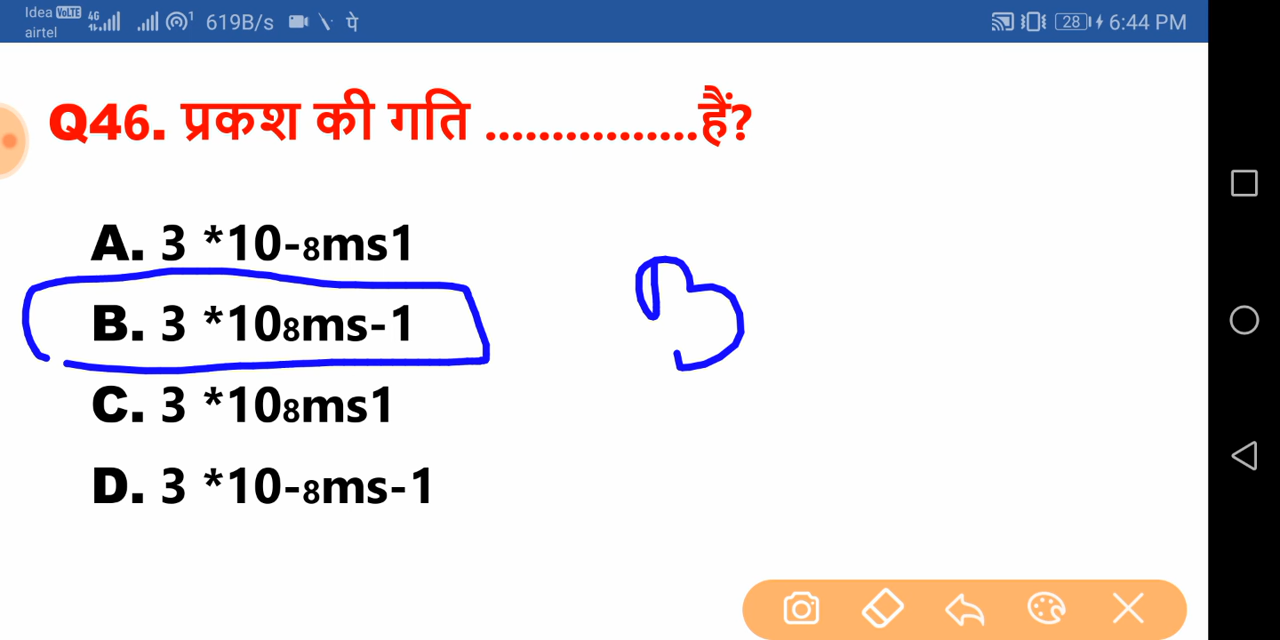 Idea VoLTE 4G 619B/s पे 28 6:44 PM
airtel
Q46. प्रकश की गति ................हैं?
A. 3 *10-8ms1
B. 3 *108ms-1
B
C. 3 *108ms1
D. 3 *10-8ms-1